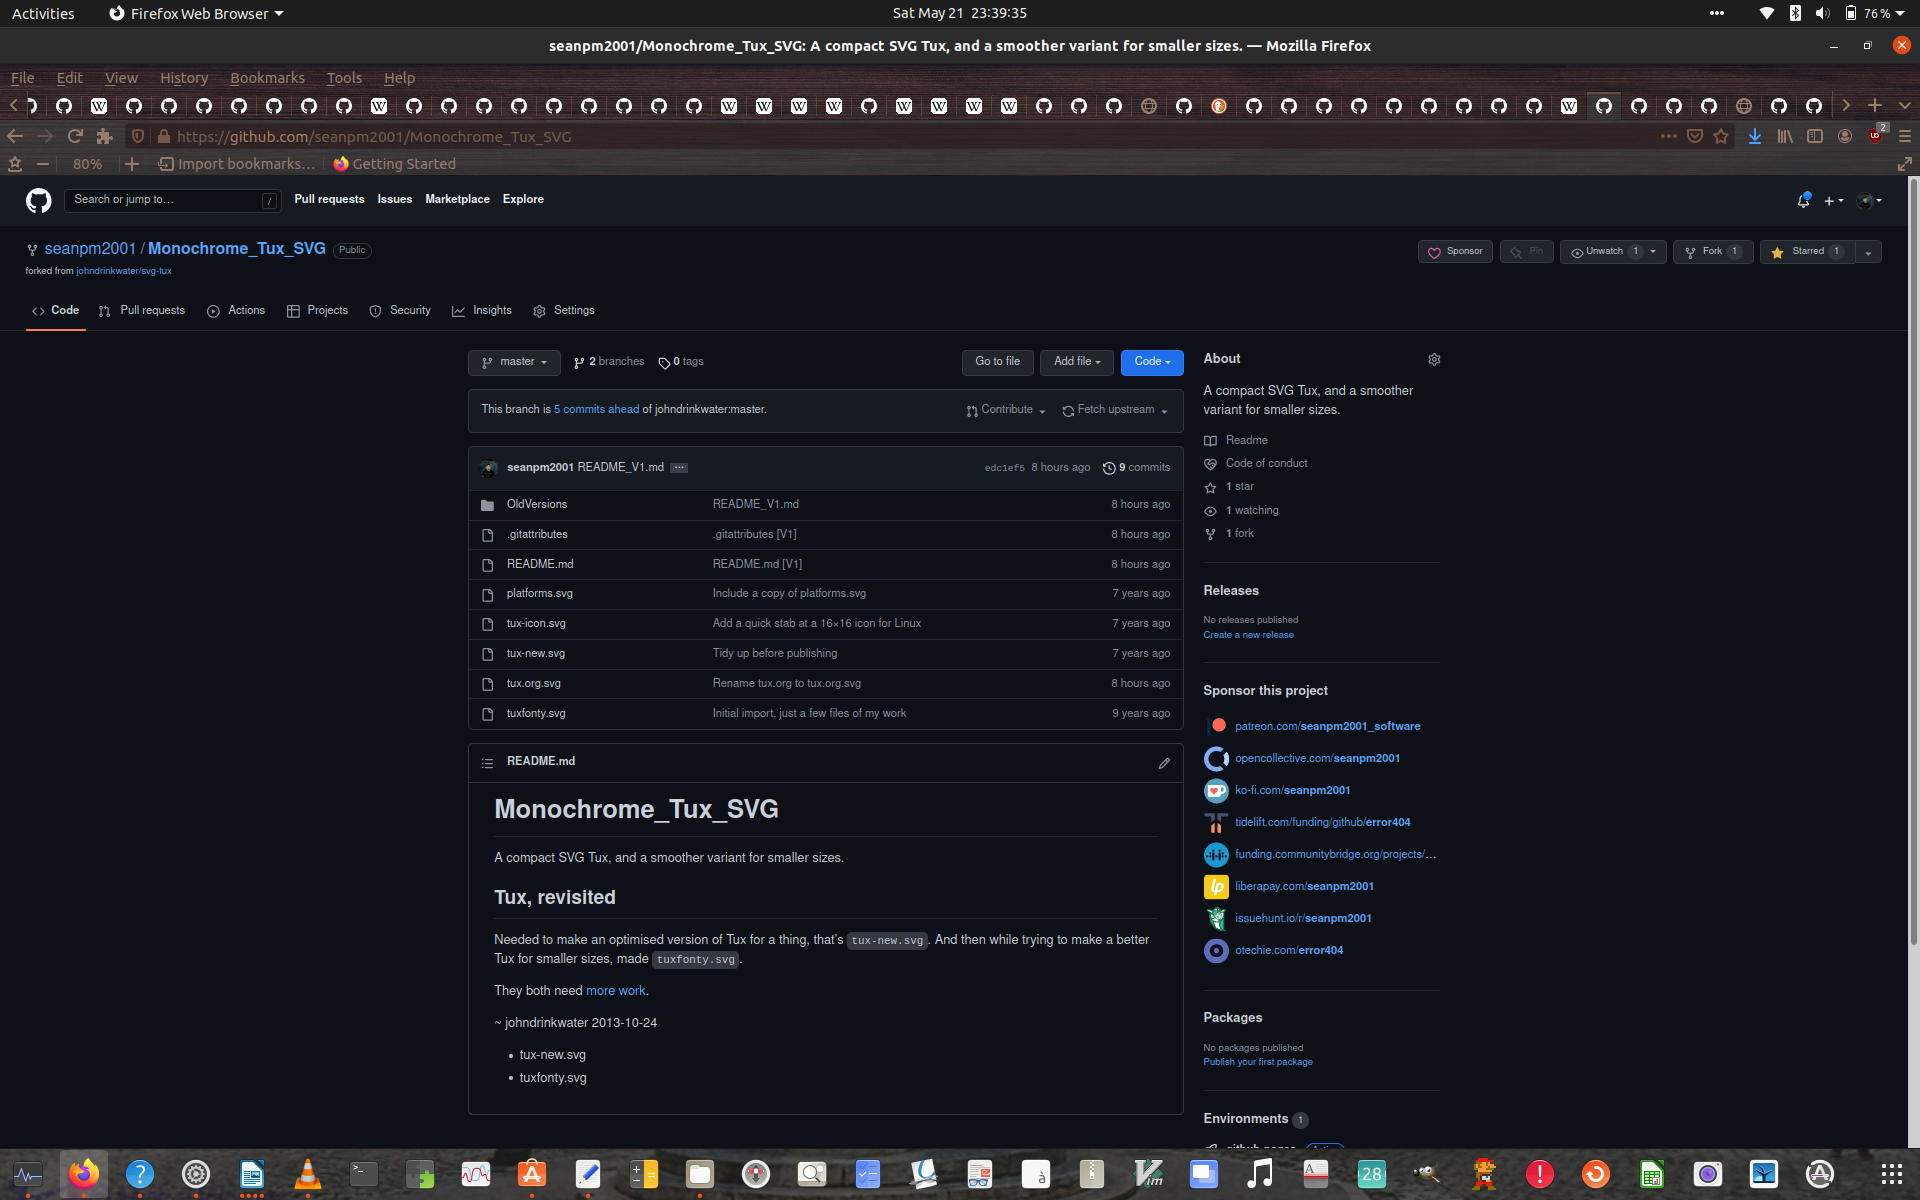 Activities Firefox Web Browser Sat May 21 23:39:35 76 %
seanpm2001/Monochrome_Tux_SVG: A compact SVG Tux, and a smoother variant for smaller sizes. — Mozilla Firefox
File Edit View History Bookmarks Tools Help
https://github.com/seanpm2001/Monochrome_Tux_SVG 2
80% Import bookmarks... Getting Started
Search or jump to... / Pull requests Issues Marketplace Explore
seanpm2001 / Monochrome_Tux_SVG Public
Sponsor Pin Unwatch 1 Fork 1 Starred 1
forked from johndrinkwater/svg-tux
Code Pull requests Actions Projects Security Insights Settings
master 2 branches 0 tags Go to file Add file Code
This branch is 5 commits ahead of johndrinkwater:master. Contribute Fetch upstream
seanpm2001 README_V1.md ... edc1ef5 8 hours ago 9 commits
OldVersions README_V1.md 8 hours ago
.gitattributes .gitattributes [V1] 8 hours ago
README.md README.md [V1] 8 hours ago
platforms.svg Include a copy of platforms.svg 7 years ago
tux-icon.svg Add a quick stab at a 16×16 icon for Linux 7 years ago
tux-new.svg Tidy up before publishing 7 years ago
tux.org.svg Rename tux.org to tux.org.svg 8 hours ago
tuxfonty.svg Initial import, just a few files of my work 9 years ago
README.md
Monochrome_Tux_SVG
A compact SVG Tux, and a smoother variant for smaller sizes.
Tux, revisited
Needed to make an optimised version of Tux for a thing, that's tux-new.svg. And then while trying to make a better
Tux for smaller sizes, made tuxfonty.svg.
They both need more work.
~ johndrinkwater 2013-10-24
tux-new.svg
tuxfonty.svg
About
A compact SVG Tux, and a smoother
variant for smaller sizes.
Readme
Code of conduct
1 star
1 watching
1 fork
Releases
No releases published
Create a new release
Sponsor this project
patreon.com/seanpm2001_software
opencollective.com/seanpm2001
ko-fi.com/seanpm2001
tidelift.com/funding/github/error404
funding.communitybridge.org/projects/...
liberapay.com/seanpm2001
issuehunt.io/r/seanpm2001
otechie.com/error404
Packages
No packages published
Publish your first package
Environments 1
28